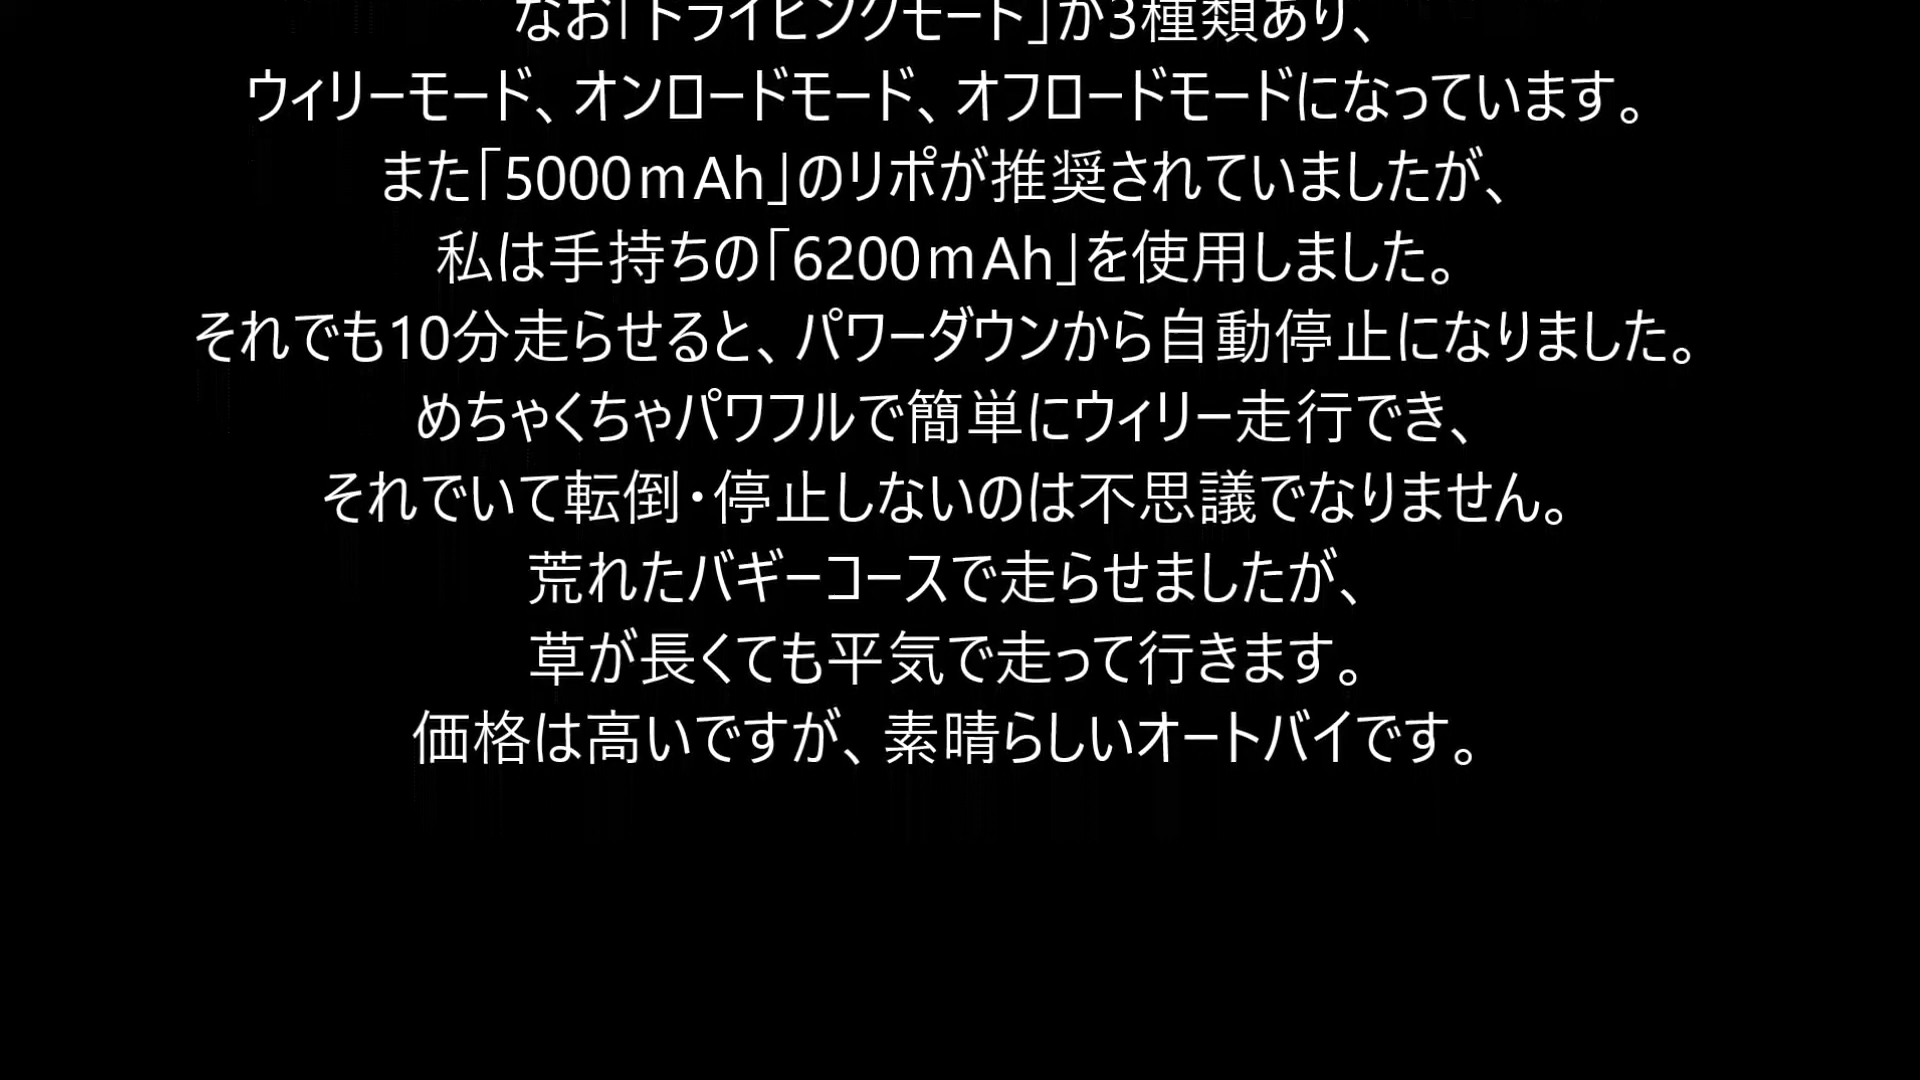 なお「ドライビングモード」が3種類あり、
ウィリーモード、オンロードモード、オフロードモードになっています。
また「5000ｍAh」のリポが推奨されていましたが、
私は手持ちの「6200ｍAh」を使用しました。
それでも10分走らせると、パワーダウンから自動停止になりました。
めちゃくちゃパワフルで簡単にウィリー走行でき、
それでいて転倒・停止しないのは不思議でなりません。
荒れたバギーコースで走らせましたが、
草が長くても平気で走って行きます。
価格は高いですが、素晴らしいオートバイです。